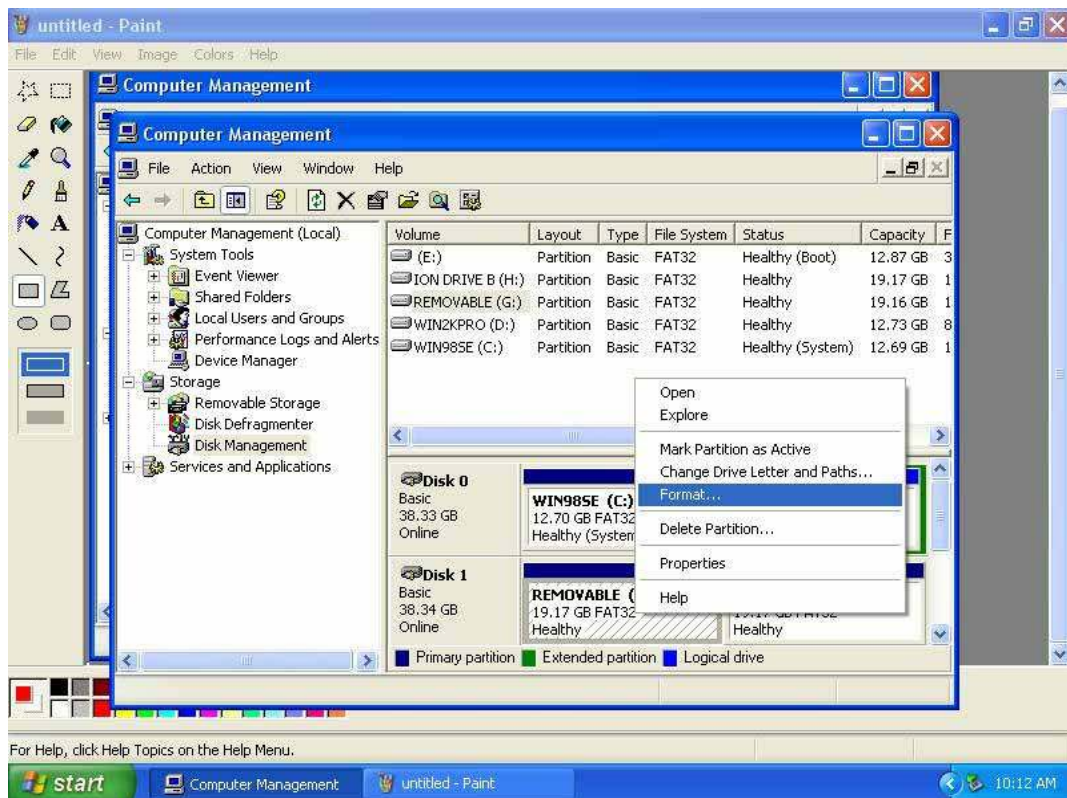 untitled - Paint
File Edit View Image Colors Help
Computer Management
Computer Management
File Action View Window Help
Computer Management (Local)
System Tools
Event Viewer
Shared Folders
Local Users and Groups
Performance Logs and Alerts
Device Manager
Storage
Removable Storage
Disk Defragmenter
Disk Management
Services and Applications
Volume Layout Type File System Status Capacity F
(E:) Partition Basic FAT32 Healthy (Boot) 12.87 GB 3
ION DRIVE B (H:) Partition Basic FAT32 Healthy 19.17 GB 1
REMOVABLE (G:) Partition Basic FAT32 Healthy 19.16 GB 1
WIN2KPRO (D:) Partition Basic FAT32 Healthy 12.73 GB 8
WIN98SE (C:) Partition Basic FAT32 Healthy (System) 12.69 GB 1
Open
Explore
Mark Partition as Active
Change Drive Letter and Paths...
Format...
Delete Partition...
Properties
Help
Disk 0
Basic
38.33 GB
Online
WIN98SE (C:)
12.70 GB FAT32
Healthy (System
Disk 1
Basic
38.34 GB
Online
REMOVABLE (
19.17 GB FAT32
Healthy
Healthy
Primary partition Extended partition Logical drive
For Help, click Help Topics on the Help Menu.
start Computer Management untitled - Paint 10:12 AM